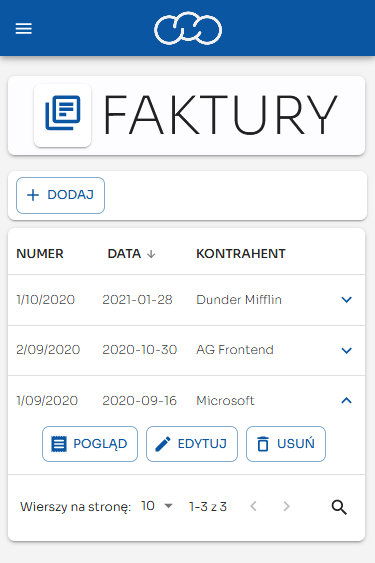 FAKTURY
DODAJ
NUMER DATA KONTRAHENT
1/10/2020 2021-01-28 Dunder Mifflin
2/09/2020 2020-10-30 AG Frontend
1/09/2020 2020-09-16 Microsoft
POGLĄD EDYTUJ USUŃ
Wierszy na stronę: 10 1-3 z 3